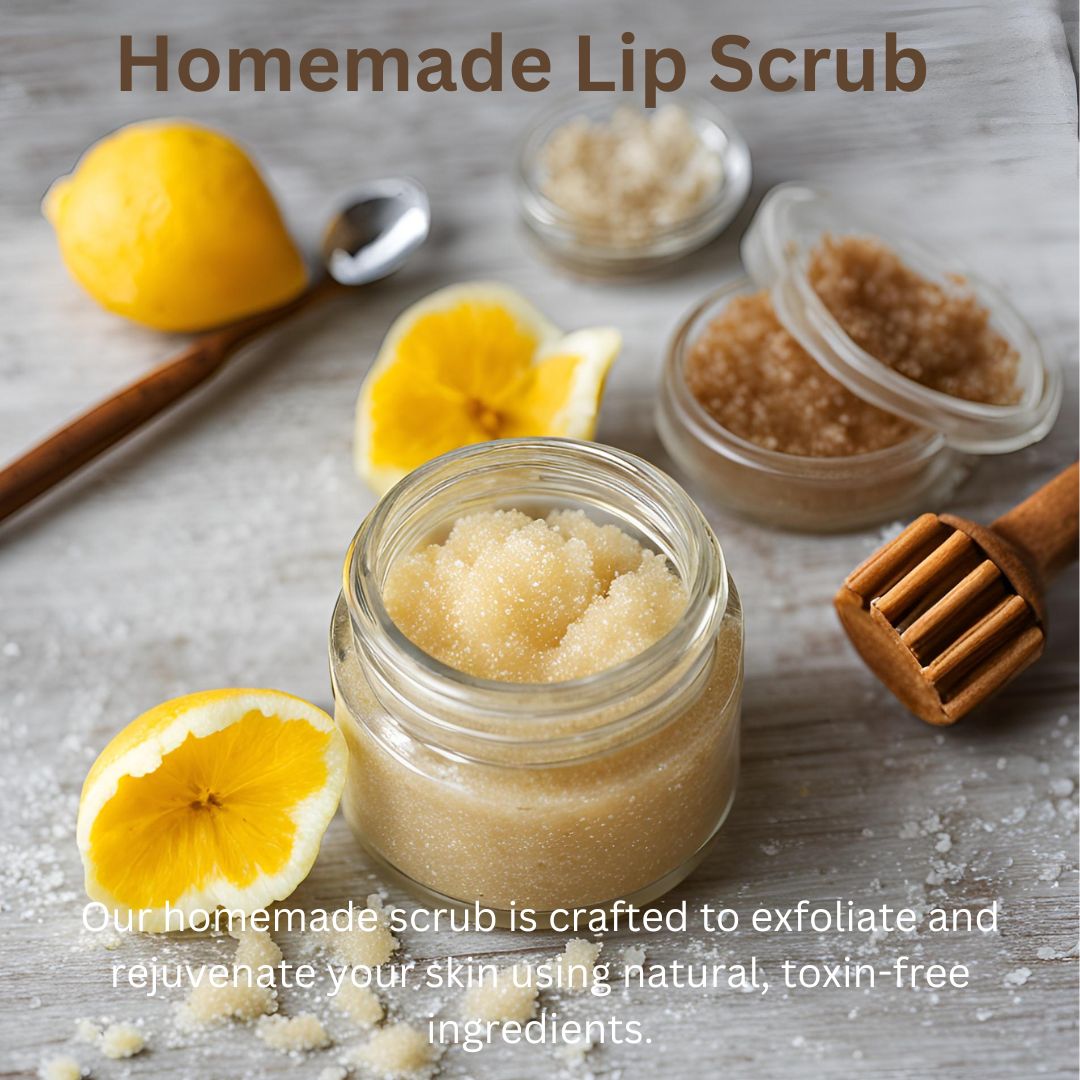 Homemade Lip Scrub
Our homemade scrub is crafted to exfoliate and
rejuvenate your skin using natural, toxin-free
ingredients.